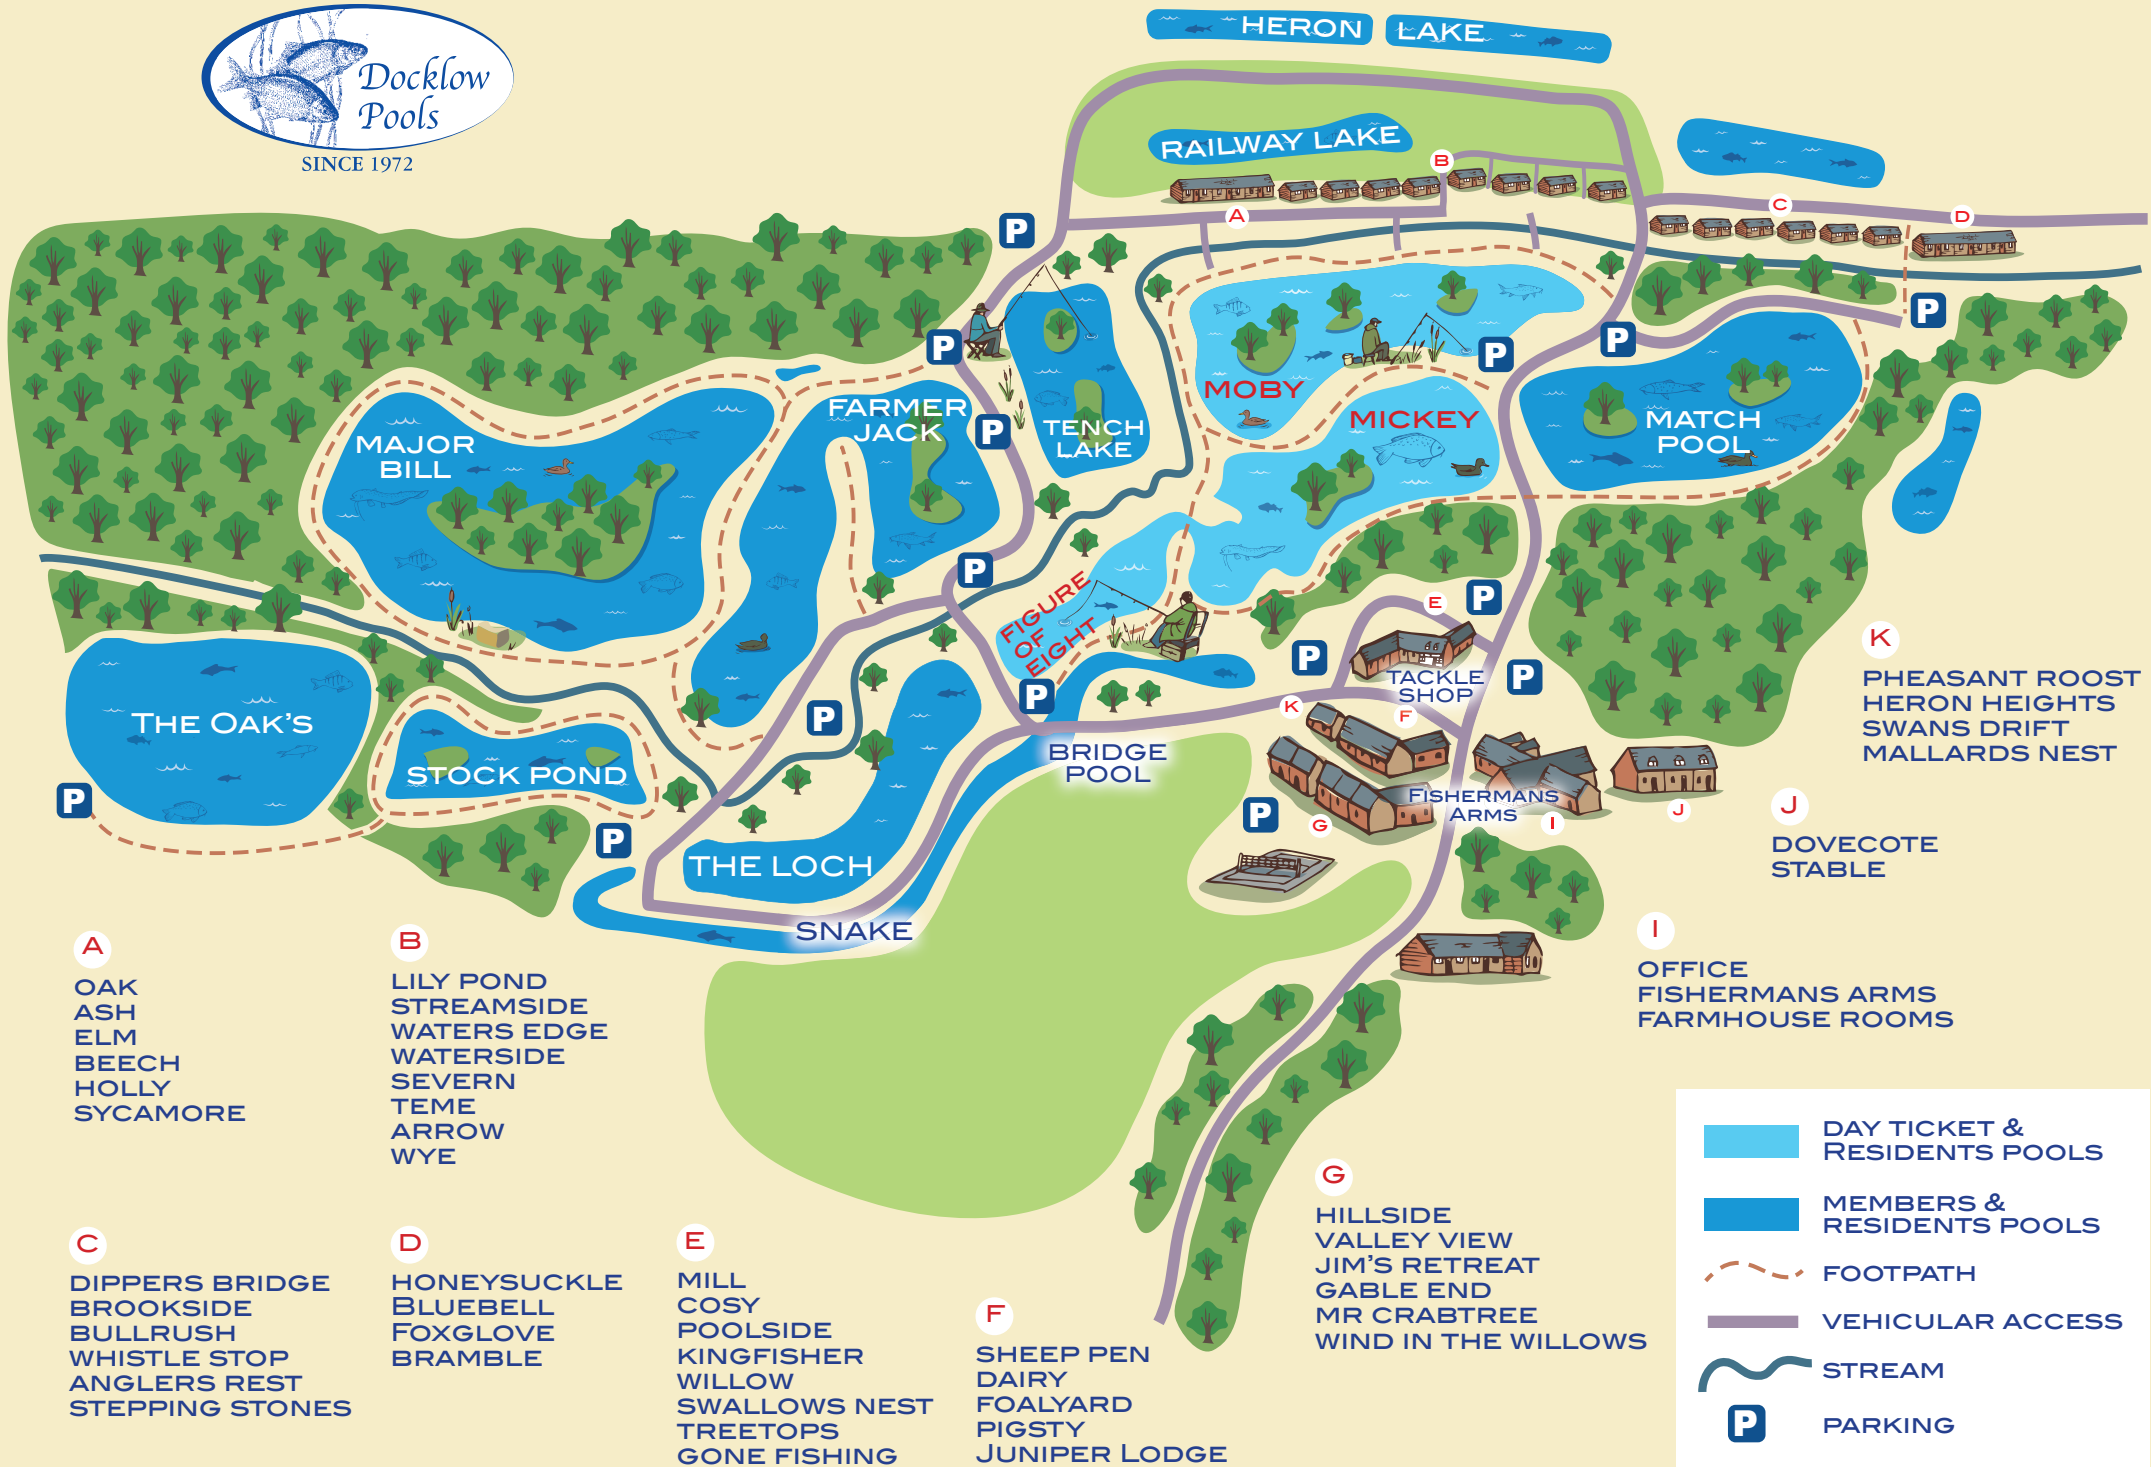 Docklow
Pools
SINCE 1972
HERON LAKE
RAILWAY LAKE
B
A
C
D
P
P
P
P
P
P
MAJOR
BILL
FARMER
JACK
TENCH
LAKE
MOBY
MICKEY
MATCH
POOL
P
P
FIGURE
OF
EIGHT
E
P
P
TACKLE
SHOP
P
P
P
K
F
THE OAK'S
STOCK POND
BRIDGE
POOL
P
P
P
FISHERMANS
ARMS
G
I
J
THE LOCH
SNAKE
K
PHEASANT ROOST
HERON HEIGHTS
SWANS DRIFT
MALLARDS NEST
J
DOVECOTE
STABLE
I
OFFICE
FISHERMANS ARMS
FARMHOUSE ROOMS
A
OAK
ASH
ELM
BEECH
HOLLY
SYCAMORE
B
LILY POND
STREAMSIDE
WATERS EDGE
WATERSIDE
SEVERN
TEME
ARROW
WYE
C
DIPPERS BRIDGE
BROOKSIDE
BULLRUSH
WHISTLE STOP
ANGLERS REST
STEPPING STONES
D
HONEYSUCKLE
BLUEBELL
FOXGLOVE
BRAMBLE
E
MILL
COSY
POOLSIDE
KINGFISHER
WILLOW
SWALLOWS NEST
TREETOPS
GONE FISHING
F
SHEEP PEN
DAIRY
FOALYARD
PIGSTY
JUNIPER LODGE
G
HILLSIDE
VALLEY VIEW
JIM'S RETREAT
GABLE END
MR CRABTREE
WIND IN THE WILLOWS
DAY TICKET &
RESIDENTS POOLS
MEMBERS &
RESIDENTS POOLS
FOOTPATH
VEHICULAR ACCESS
STREAM
P PARKING